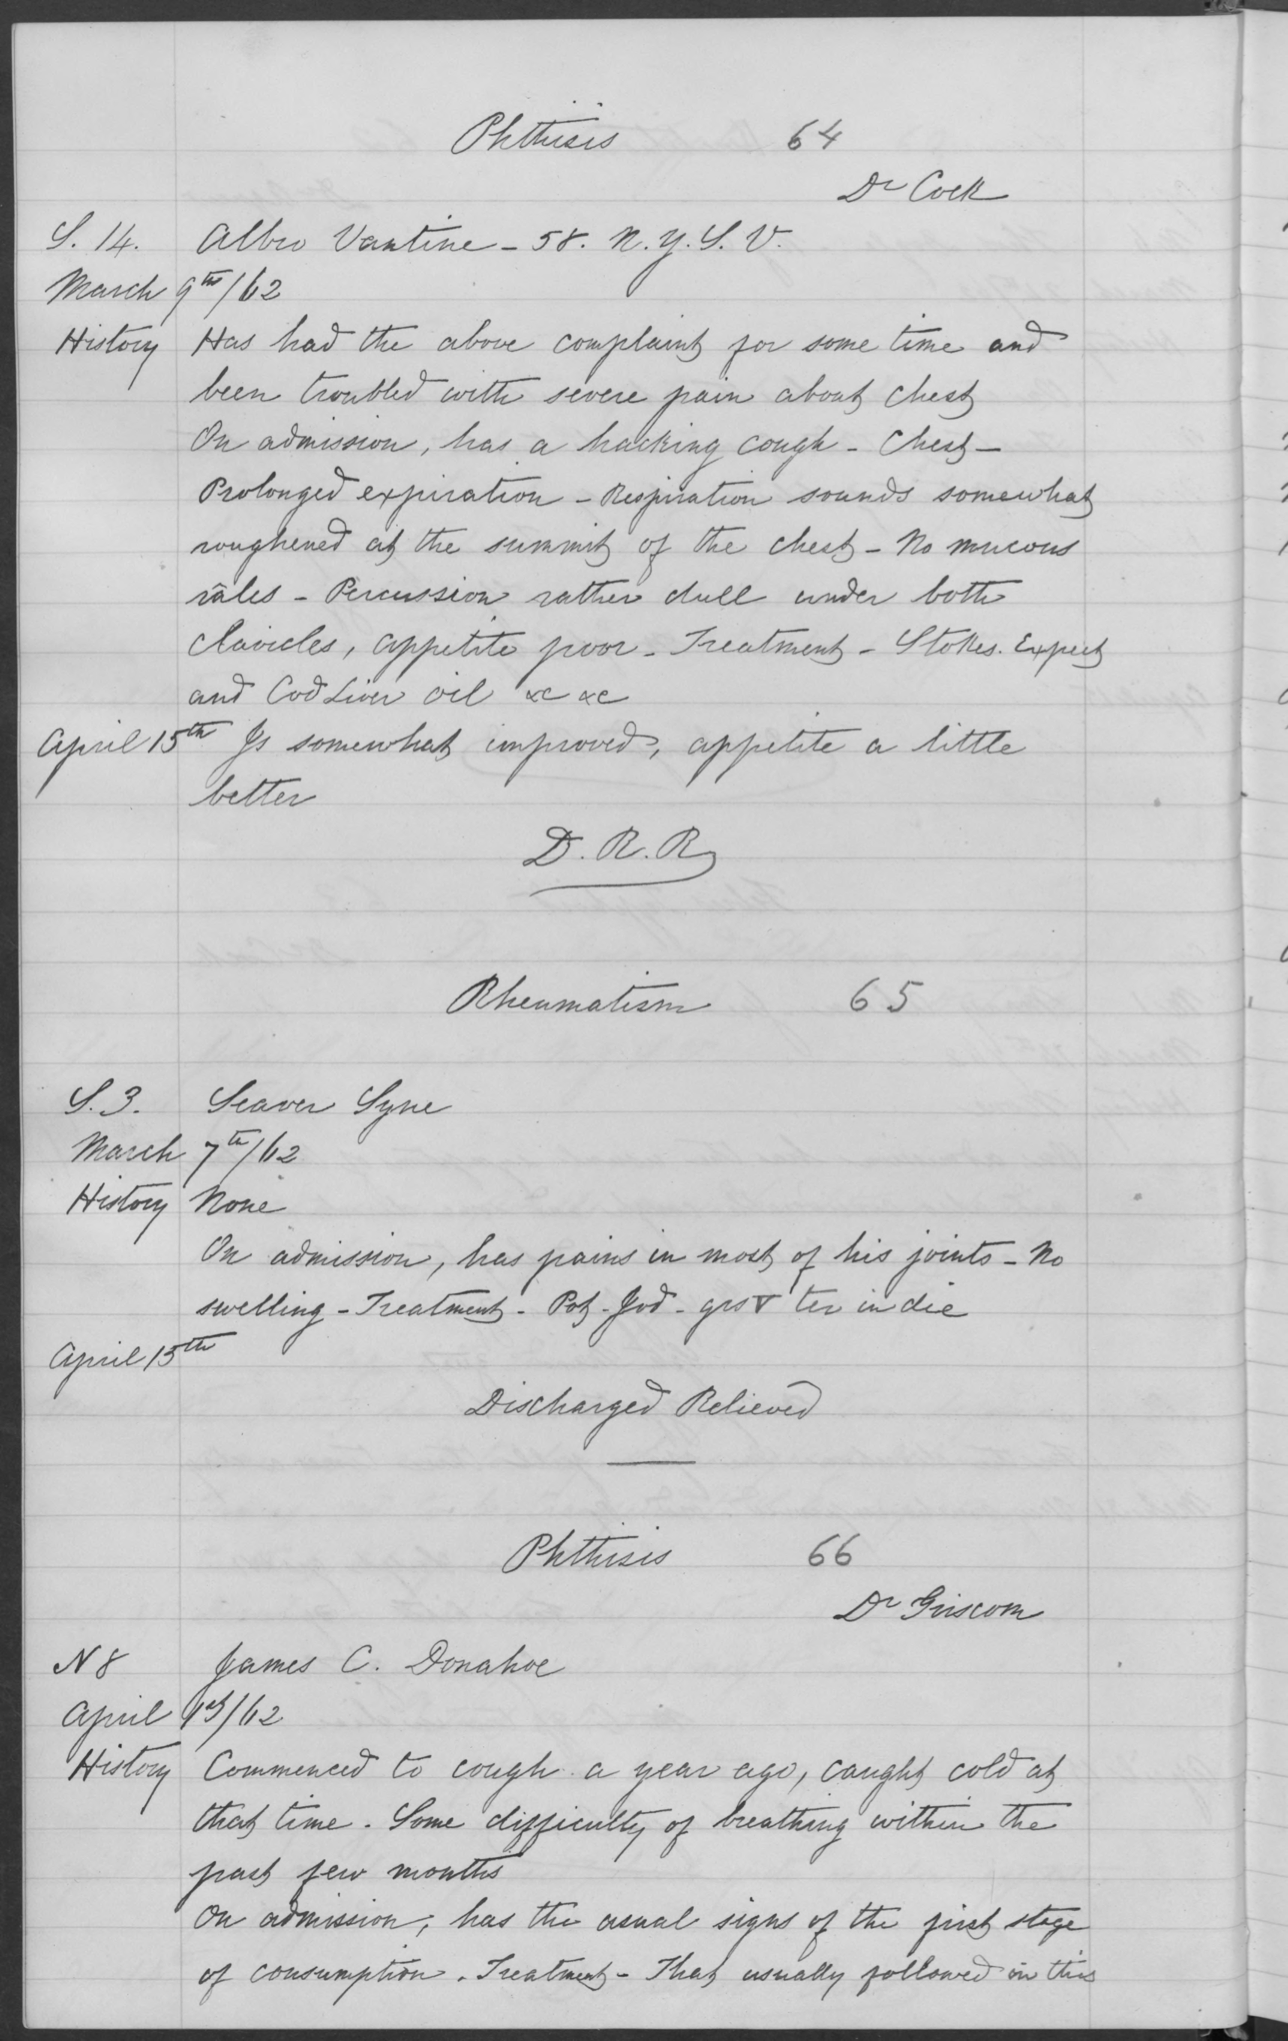 Phthisis 64
Dr Cock
S. 14. Albro Vantine - 58. N. Y. S. V.
March 9th/62
History Has had the above complaint for some time and
been troubled with severe pain about chest
On admission, has a hacking cough - Chest -
Prolonged expiration - Respiration sounds somewhat
roughened at the summit of the chest - No mucous
râles - Percussion rather dull under both
clavicles, appetite poor - Treatment - Stokes. Expect
and Cod Liver oil &c &c
April 15th Is somewhat improved, appetite a little
better
D. R. R
Rheumatism 65
S. 3. Seaver Syne
March 7th/62
History None
On admission, has pains in most of his joints - No
swelling - Treatment - Pot - Iod - grs V ter in die
April 15th
Discharged Relieved
Phthisis 66
Dr Griscom
N 8 James C. Donahoe
April 1st/62
History Commenced to cough a year ago, caught cold at
that time. Some difficulty of breathing within the
past few months
On admission, has the usual signs of the first stage
of consumption. Treatment - That usually followed in this